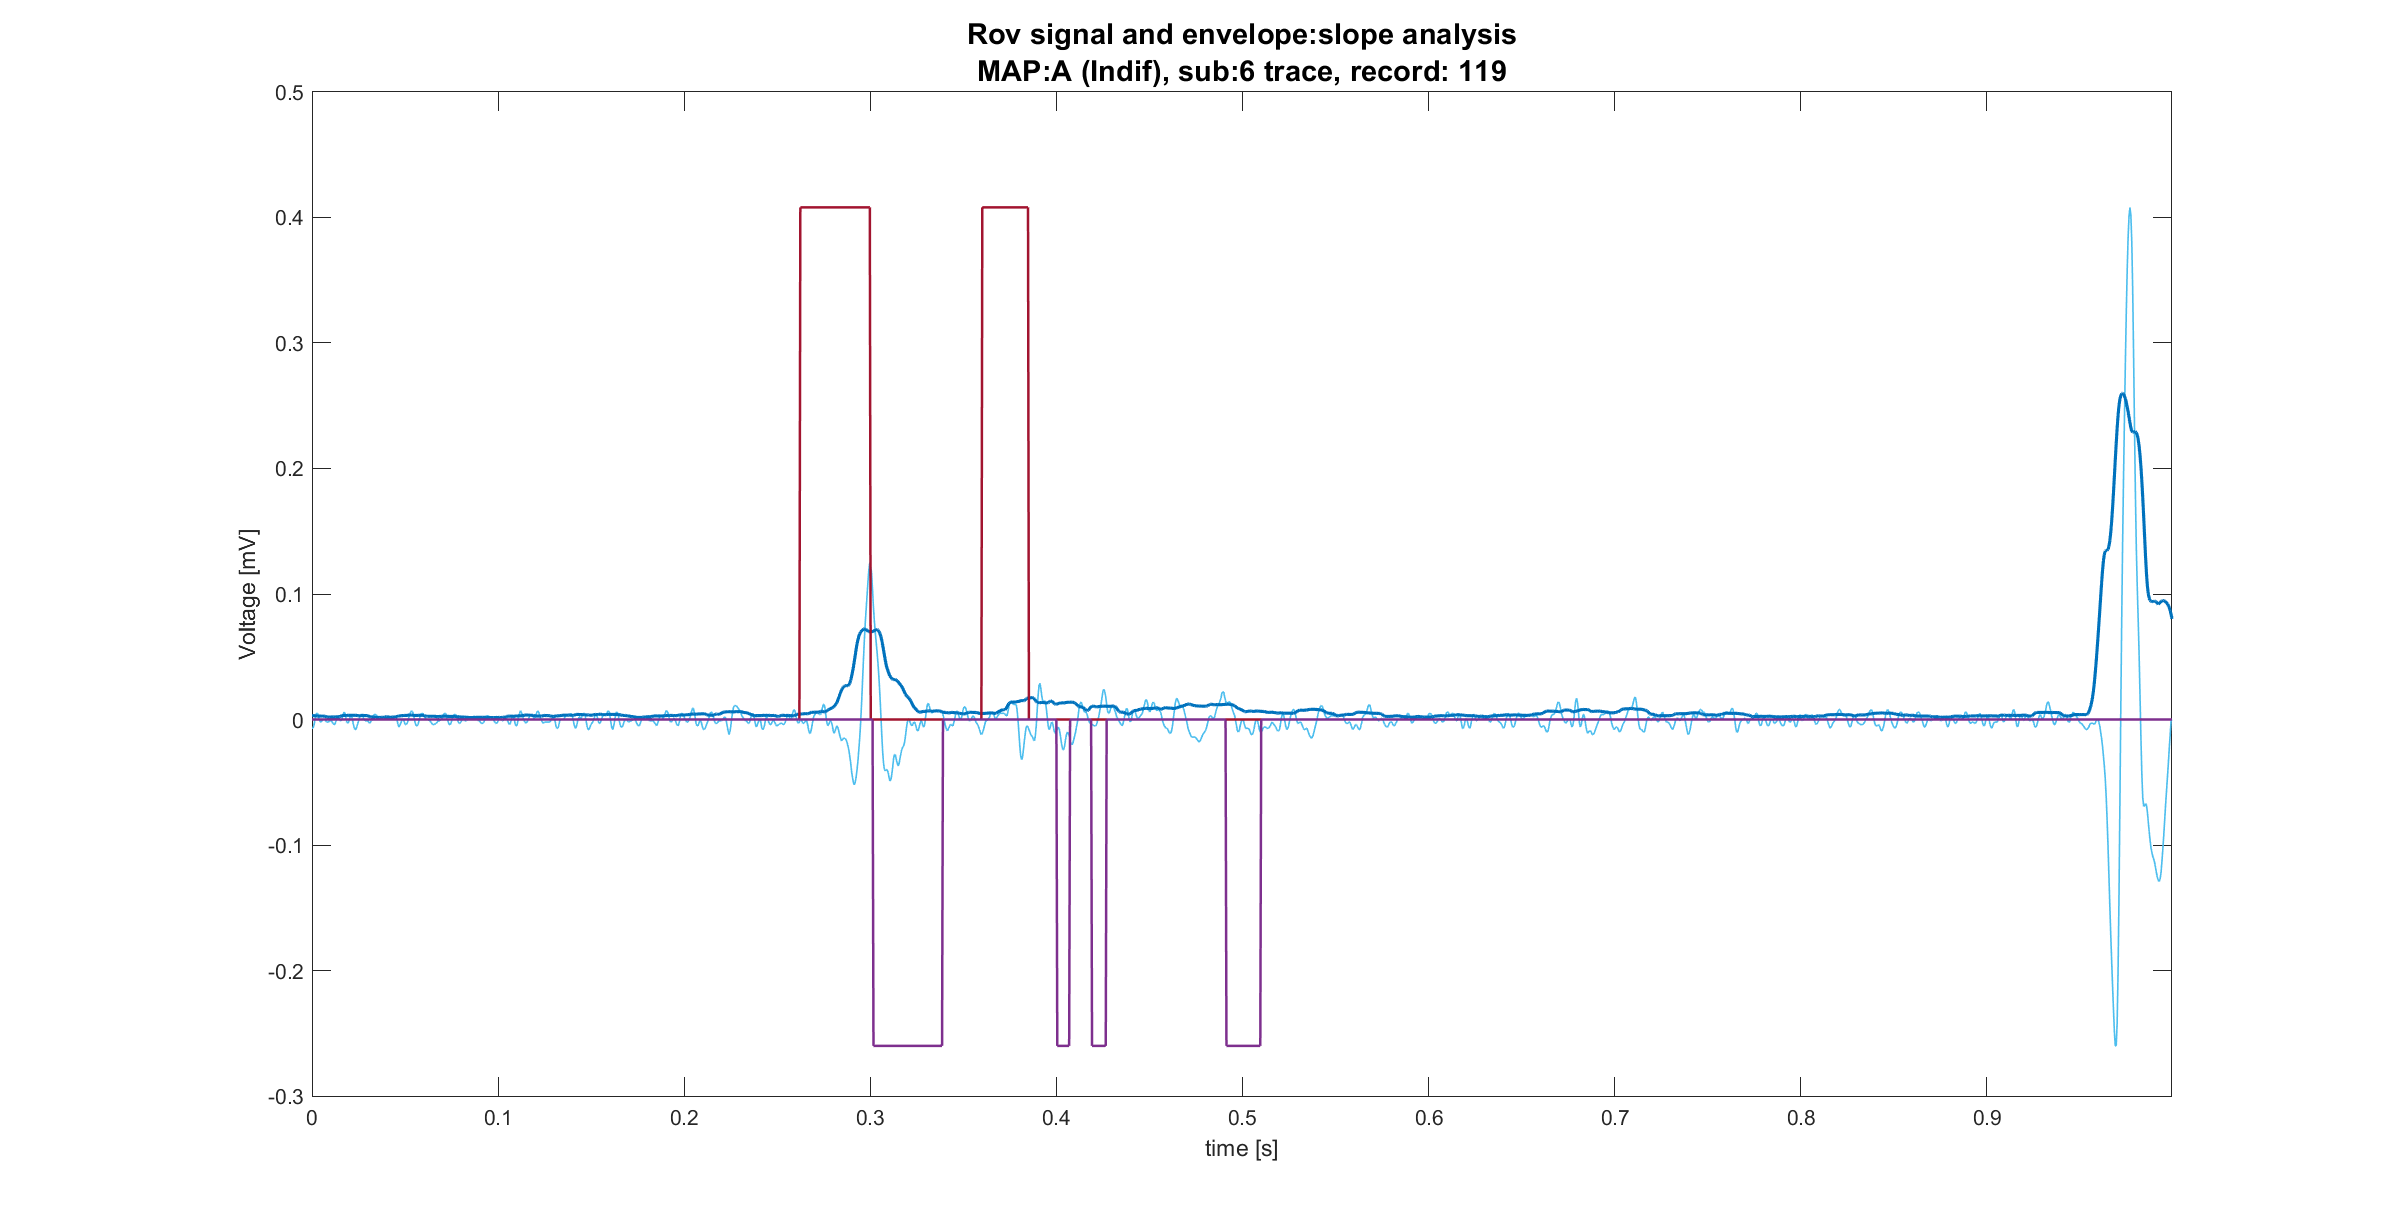 Rov signal and envelope:slope analysis
MAP:A (Indif), sub:6 trace, record: 119
0.5
0.4
0.3
0.2
0.1
0
-0.1
-0.2
-0.3
Voltage [mV]
0 0.1 0.2 0.3 0.4 0.5 0.6 0.7 0.8 0.9
time [s]